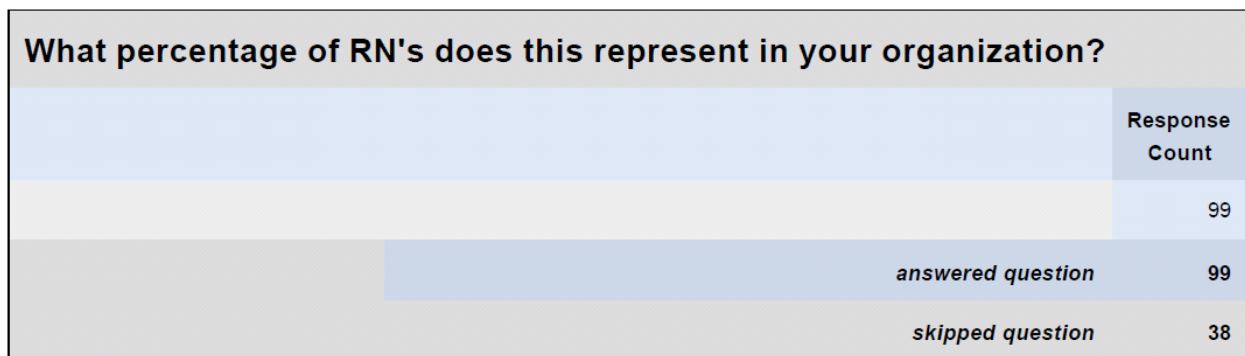 What percentage of RN's does this represent in your organization?
Response
Count
99
answered question 99
skipped question 38